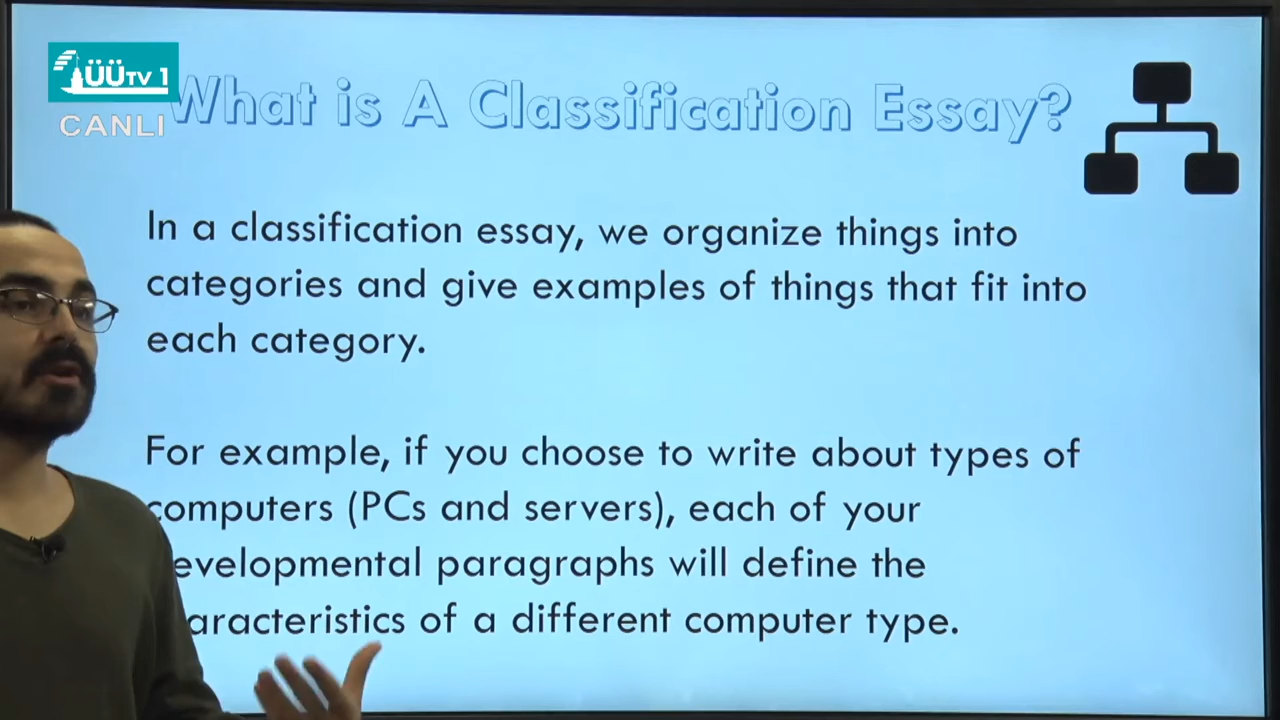 ÜÜTV 1
CANLI
What is A Classification Essay?
In a classification essay, we organize things into
categories and give examples of things that fit into
each category.
For example, if you choose to write about types of
computers (PCs and servers), each of your
evelopmental paragraphs will define the
aracteristics of a different computer type.